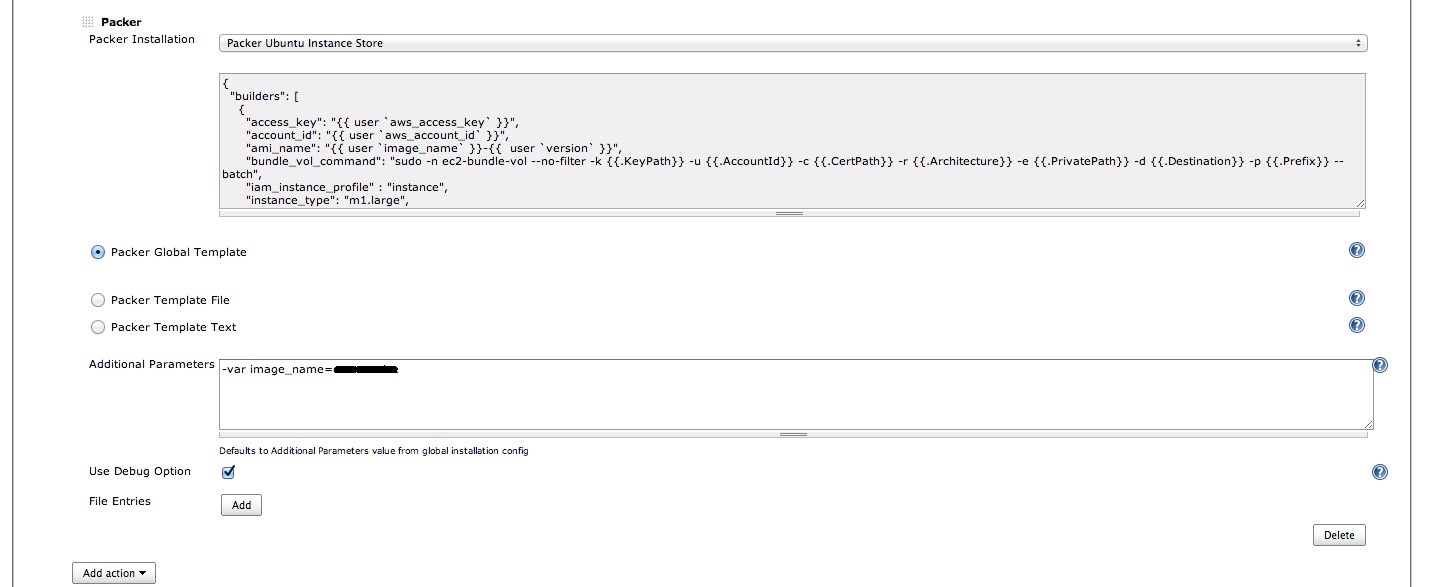 Packer
Packer Installation
Packer Ubuntu Instance Store
{
"builders": [
{
"access_key": "{{ user `aws_access_key` }}",
"account_id": "{{ user `aws_account_id` }}",
"ami_name": "{{ user `image_name` }}-{{  user `version` }}",
"bundle_vol_command": "sudo -n ec2-bundle-vol --no-filter -k {{.KeyPath}} -u {{.AccountId}} -c {{.CertPath}} -r {{.Architecture}} -e {{.PrivatePath}} -d {{.Destination}} -p {{.Prefix}} --
batch",
"iam_instance_profile" : "instance",
"instance_type": "m1.large",
Packer Global Template
Packer Template File
Packer Template Text
Additional Parameters
-var image_name=
Defaults to Additional Parameters value from global installation config
Use Debug Option
File Entries
Add
Delete
Add action